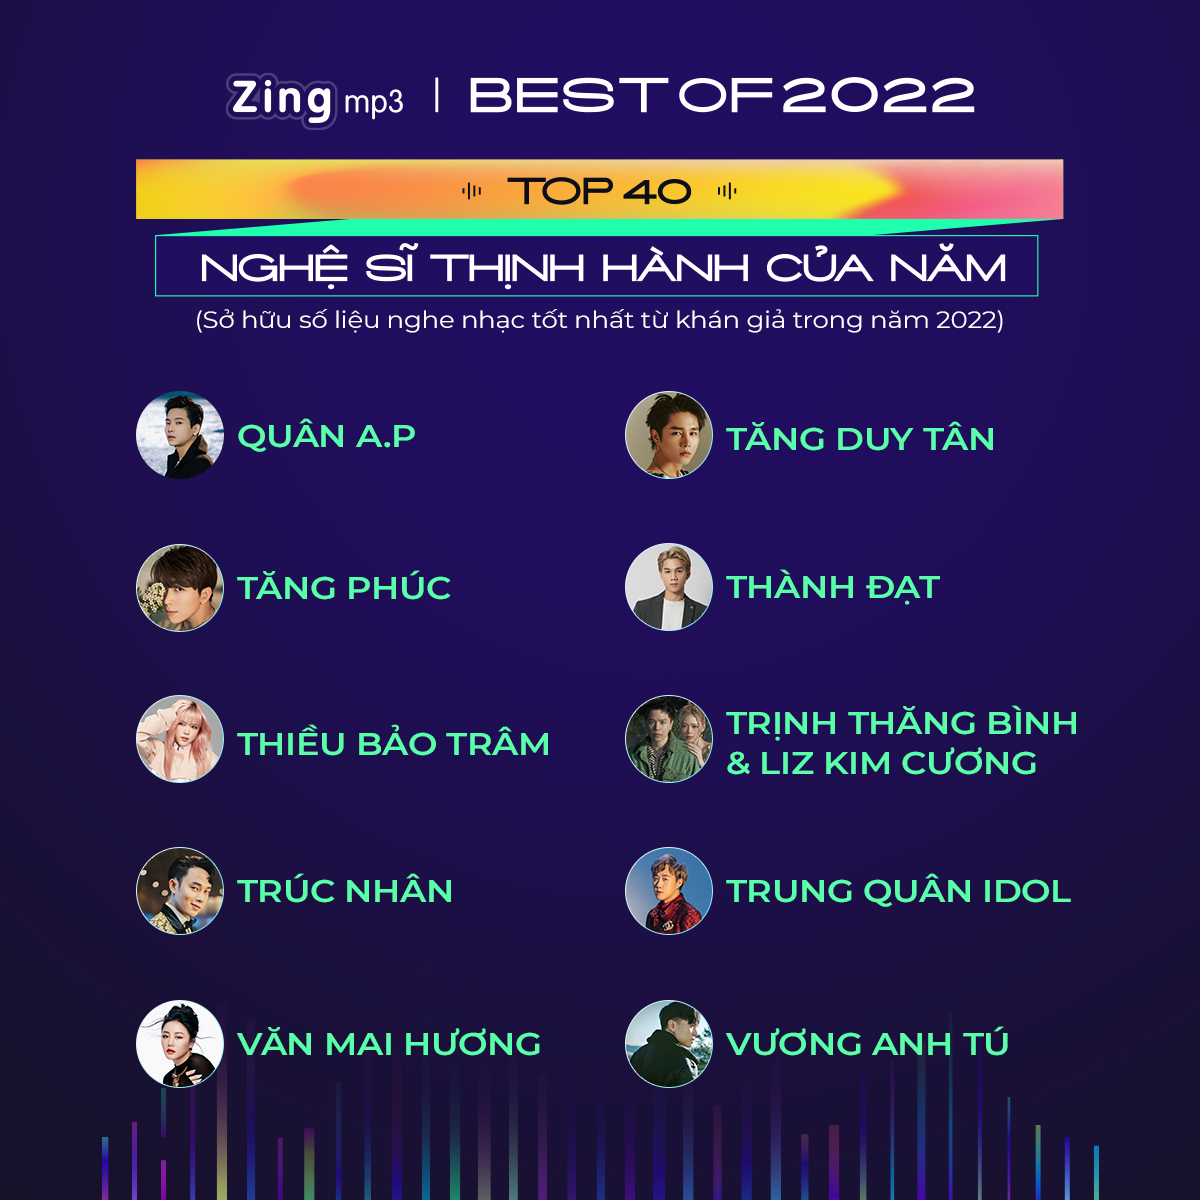 Zing mp3 | BEST OF 2022
TOP 40
NGHỆ SĨ THỊNH HÀNH CỦA NĂM
(Sở hữu số liệu nghe nhạc tốt nhất từ khán giả trong năm 2022)
QUÂN A.P
TĂNG DUY TÂN
TĂNG PHÚC
THÀNH ĐẠT
THIỀU BẢO TRÂM
TRỊNH THĂNG BÌNH
& LIZ KIM CƯƠNG
TRÚC NHÂN
TRUNG QUÂN IDOL
VĂN MAI HƯƠNG
VƯƠNG ANH TÚ